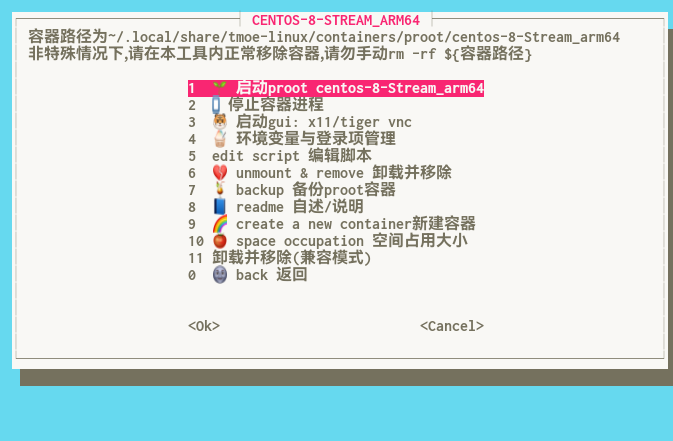 CENTOS-8-STREAM_ARM64
容器路径为~/.local/share/tmoe-linux/containers/proot/centos-8-Stream_arm64
非特殊情况下,请在本工具内正常移除容器,请勿手动rm -rf ${容器路径}
1 🌱 启动proot centos-8-Stream_arm64
2 停止容器进程
3 🐯 启动gui: x11/tiger vnc
4 🍦 环境变量与登录项管理
5 edit script 编辑脚本
6 💔 unmount & remove 卸载并移除
7 backup 备份proot容器
8 📘 readme 自述/说明
9 🌈 create a new container新建容器
10 🍎 space occupation 空间占用大小
11 卸载并移除(兼容模式)
0 🌚 back 返回
<Ok> <Cancel>